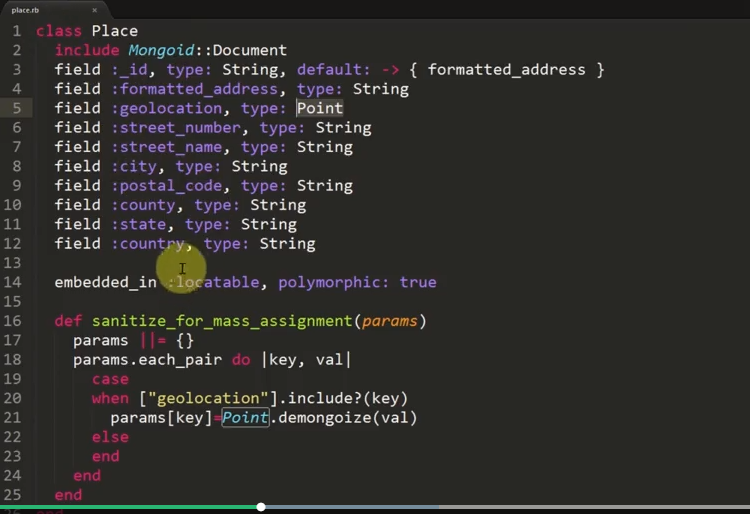 place.rb
1 class Place
2 include Mongoid::Document
3 field :_id, type: String, default: -> { formatted_address }
4 field :formatted_address, type: String
5 field :geolocation, type: Point
6 field :street_number, type: String
7 field :street_name, type: String
8 field :city, type: String
9 field :postal_code, type: String
10 field :county, type: String
11 field :state, type: String
12 field :country, type: String
13
14 embedded_in :locatable, polymorphic: true
15
16 def sanitize_for_mass_assignment(params)
17 params ||= {}
18 params.each_pair do |key, val|
19 case
20 when ["geolocation"].include?(key)
21 params[key]=Point.demongoize(val)
22 else
23 end
24 end
25 end